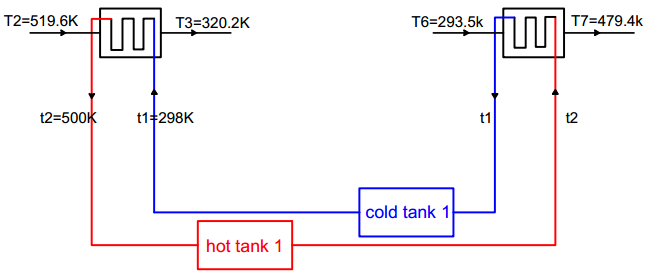 T2=519.6K
T3=320.2K
T6=293.5k
T7=479.4k
t2=500K
t1=298K
t1
t2
cold tank 1
hot tank 1